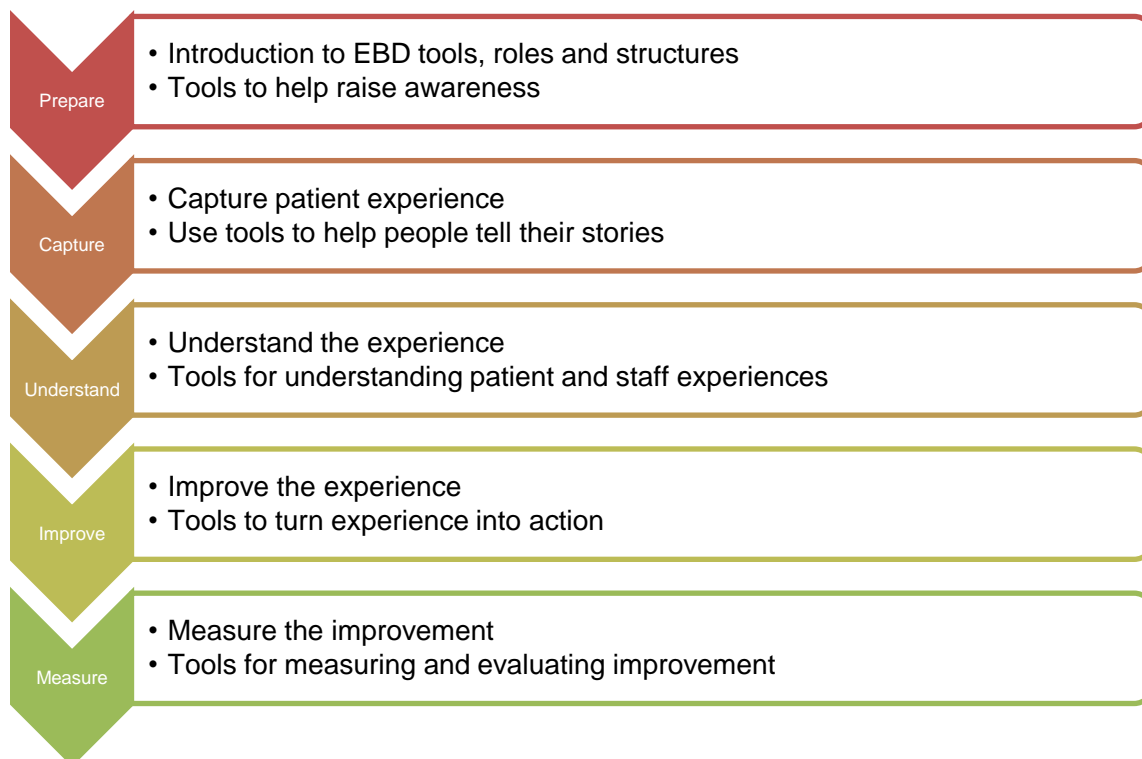 Prepare
• Introduction to EBD tools, roles and structures
• Tools to help raise awareness
Capture
• Capture patient experience
• Use tools to help people tell their stories
Understand
• Understand the experience
• Tools for understanding patient and staff experiences
Improve
• Improve the experience
• Tools to turn experience into action
Measure
• Measure the improvement
• Tools for measuring and evaluating improvement